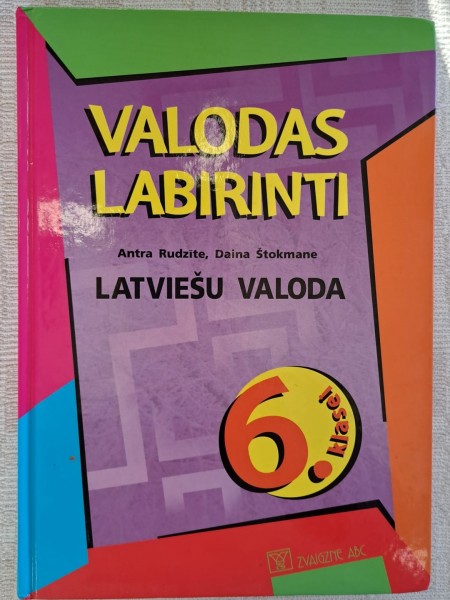 VALODAS
LABIRINTI
Antra Rudzīte, Daina Štokmane
LATVIEŠU VALODA
6. klasei
ZVAIGZNE ABC